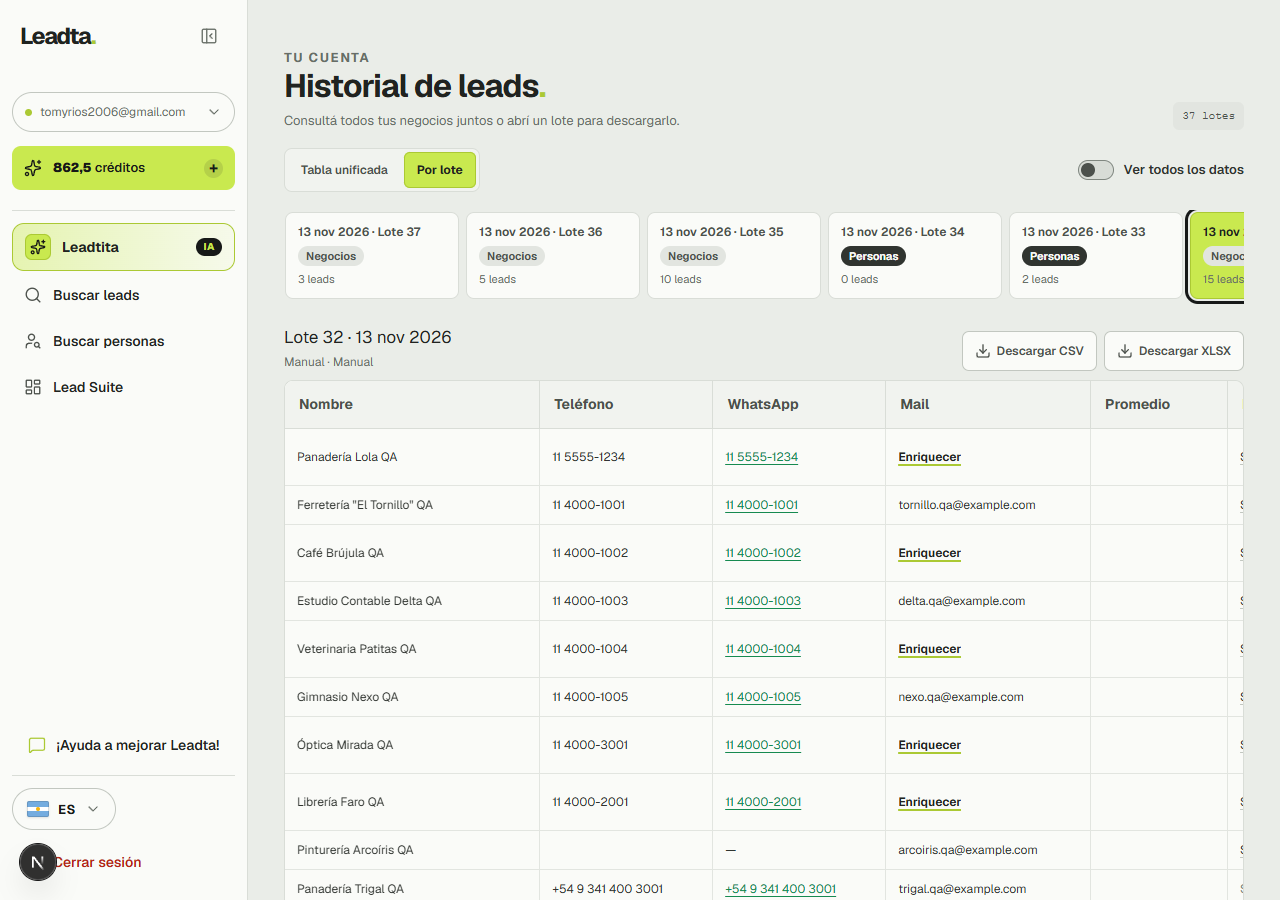 Leadta.
tomyrios2006@gmail.com
862,5 créditos +
Leadtita IA
Buscar leads
Buscar personas
Lead Suite
¡Ayuda a mejorar Leadta!
ES
N Cerrar sesión
TU CUENTA
Historial de leads.
Consultá todos tus negocios juntos o abrí un lote para descargarlo.
37 lotes
Tabla unificada Por lote
Ver todos los datos
13 nov 2026 · Lote 37
Negocios
3 leads
13 nov 2026 · Lote 36
Negocios
5 leads
13 nov 2026 · Lote 35
Negocios
10 leads
13 nov 2026 · Lote 34
Personas
0 leads
13 nov 2026 · Lote 33
Personas
2 leads
13 nov
15 leads
Lote 32 · 13 nov 2026
Manual · Manual
Descargar CSV Descargar XLSX
Nombre Teléfono WhatsApp Mail Promedio
Panadería Lola QA 11 5555-1234 11 5555-1234 Enriquecer
Ferretería "El Tornillo" QA 11 4000-1001 11 4000-1001 tornillo.qa@example.com
Café Brújula QA 11 4000-1002 11 4000-1002 Enriquecer
Estudio Contable Delta QA 11 4000-1003 11 4000-1003 delta.qa@example.com
Veterinaria Patitas QA 11 4000-1004 11 4000-1004 Enriquecer
Gimnasio Nexo QA 11 4000-1005 11 4000-1005 nexo.qa@example.com
Óptica Mirada QA 11 4000-3001 11 4000-3001 Enriquecer
Librería Faro QA 11 4000-2001 11 4000-2001 Enriquecer
Pinturería Arcoíris QA — arcoiris.qa@example.com
Panadería Trigal QA +54 9 341 400 3001 +54 9 341 400 3001 trigal.qa@example.com